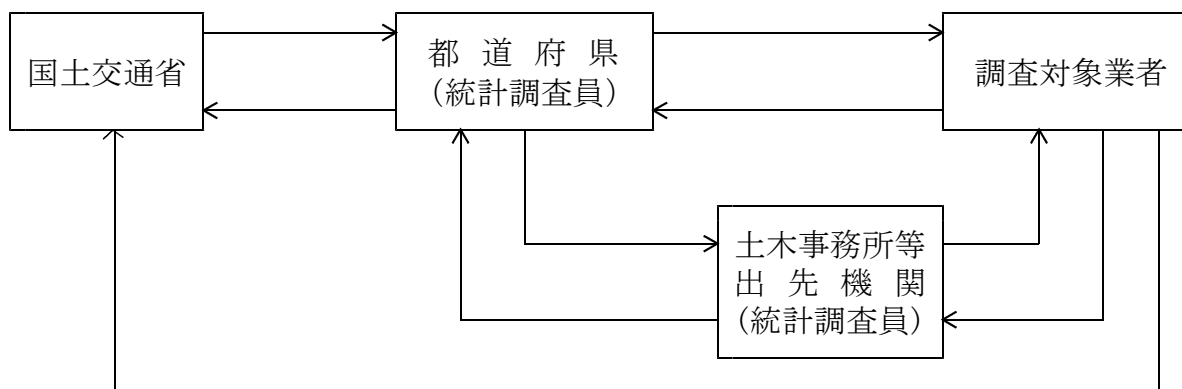 国土交通省
都道府県
(統計調査員)
調査対象業者
土木事務所等
出先機関
(統計調査員)